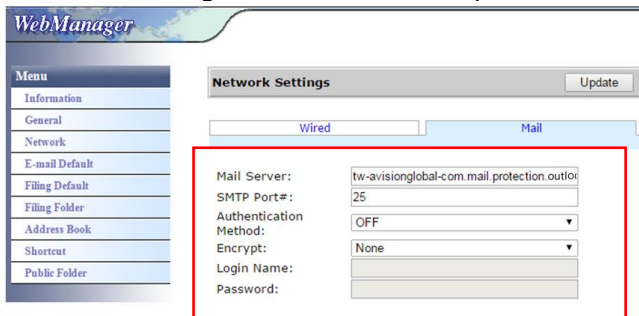 WebManager
Menu
Information
General
Network
E-mail Default
Filing Default
Filing Folder
Address Book
Shortcut
Public Folder
Network Settings
Update
Wired
Mail
Mail Server: tw-avisionglobal-com.mail.protection.outloo
SMTP Port#: 25
Authentication
Method: OFF
Encrypt: None
Login Name:
Password: